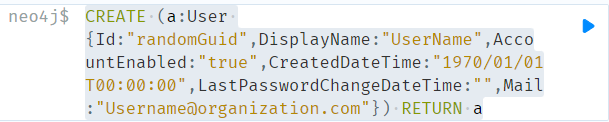 neo4j$ CREATE (a:User
{Id:"randomGuid",DisplayName:"UserName",Acco
untEnabled:"true",CreatedDateTime:"1970/01/01
T00:00:00",LastPasswordChangeDateTime:"",Mail
:"Username@organization.com"}) RETURN a